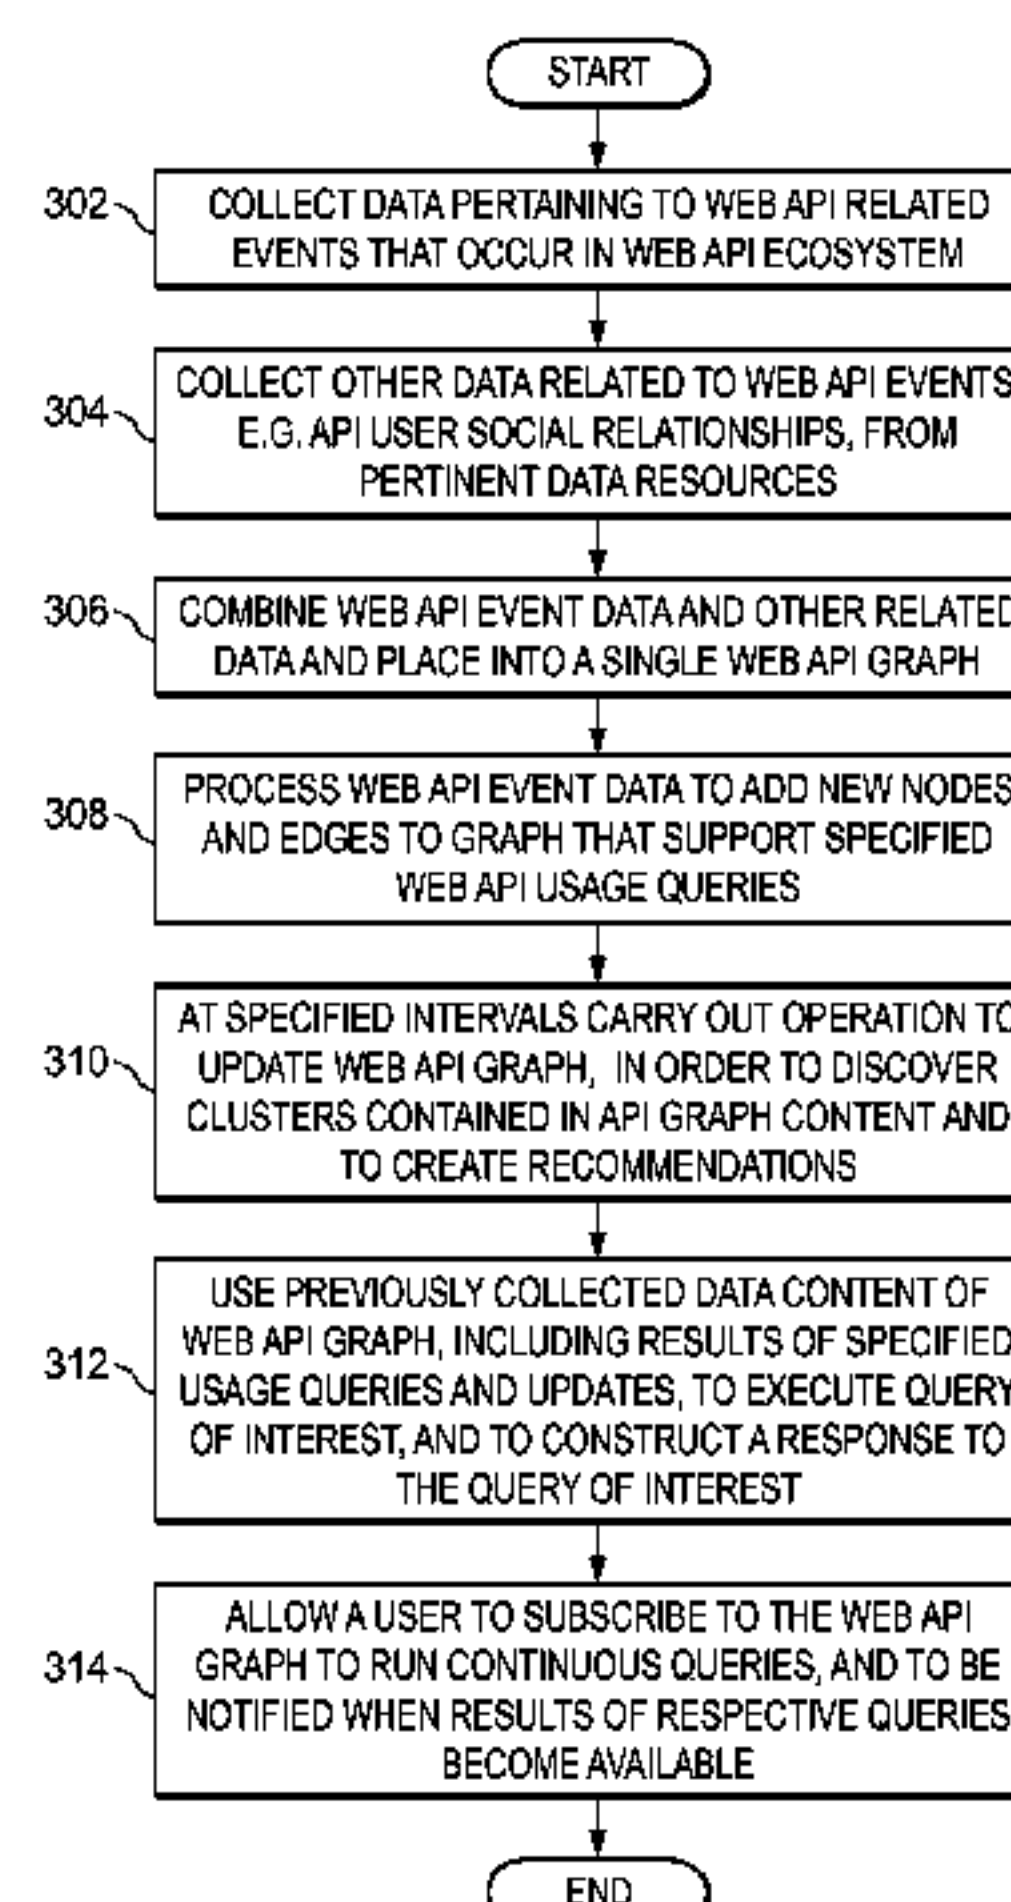 START
302
COLLECT DATA PERTAINING TO WEB API RELATED
EVENTS THAT OCCUR IN WEB API ECOSYSTEM
304
COLLECT OTHER DATA RELATED TO WEB API EVENTS
E.G. API USER SOCIAL RELATIONSHIPS, FROM
PERTINENT DATA RESOURCES
306
COMBINE WEB API EVENT DATA AND OTHER RELATED
DATA AND PLACE INTO A SINGLE WEB API GRAPH
308
PROCESS WEB API EVENT DATA TO ADD NEW NODES
AND EDGES TO GRAPH THAT SUPPORT SPECIFIED
WEB API USAGE QUERIES
310
AT SPECIFIED INTERVALS CARRY OUT OPERATION TO
UPDATE WEB API GRAPH, IN ORDER TO DISCOVER
CLUSTERS CONTAINED IN API GRAPH CONTENT AND
TO CREATE RECOMMENDATIONS
312
USE PREVIOUSLY COLLECTED DATA CONTENT OF
WEB API GRAPH, INCLUDING RESULTS OF SPECIFIED
USAGE QUERIES AND UPDATES, TO EXECUTE QUERY
OF INTEREST, AND TO CONSTRUCT A RESPONSE TO
THE QUERY OF INTEREST
314
ALLOW A USER TO SUBSCRIBE TO THE WEB API
GRAPH TO RUN CONTINUOUS QUERIES, AND TO BE
NOTIFIED WHEN RESULTS OF RESPECTIVE QUERIES
BECOME AVAILABLE
END